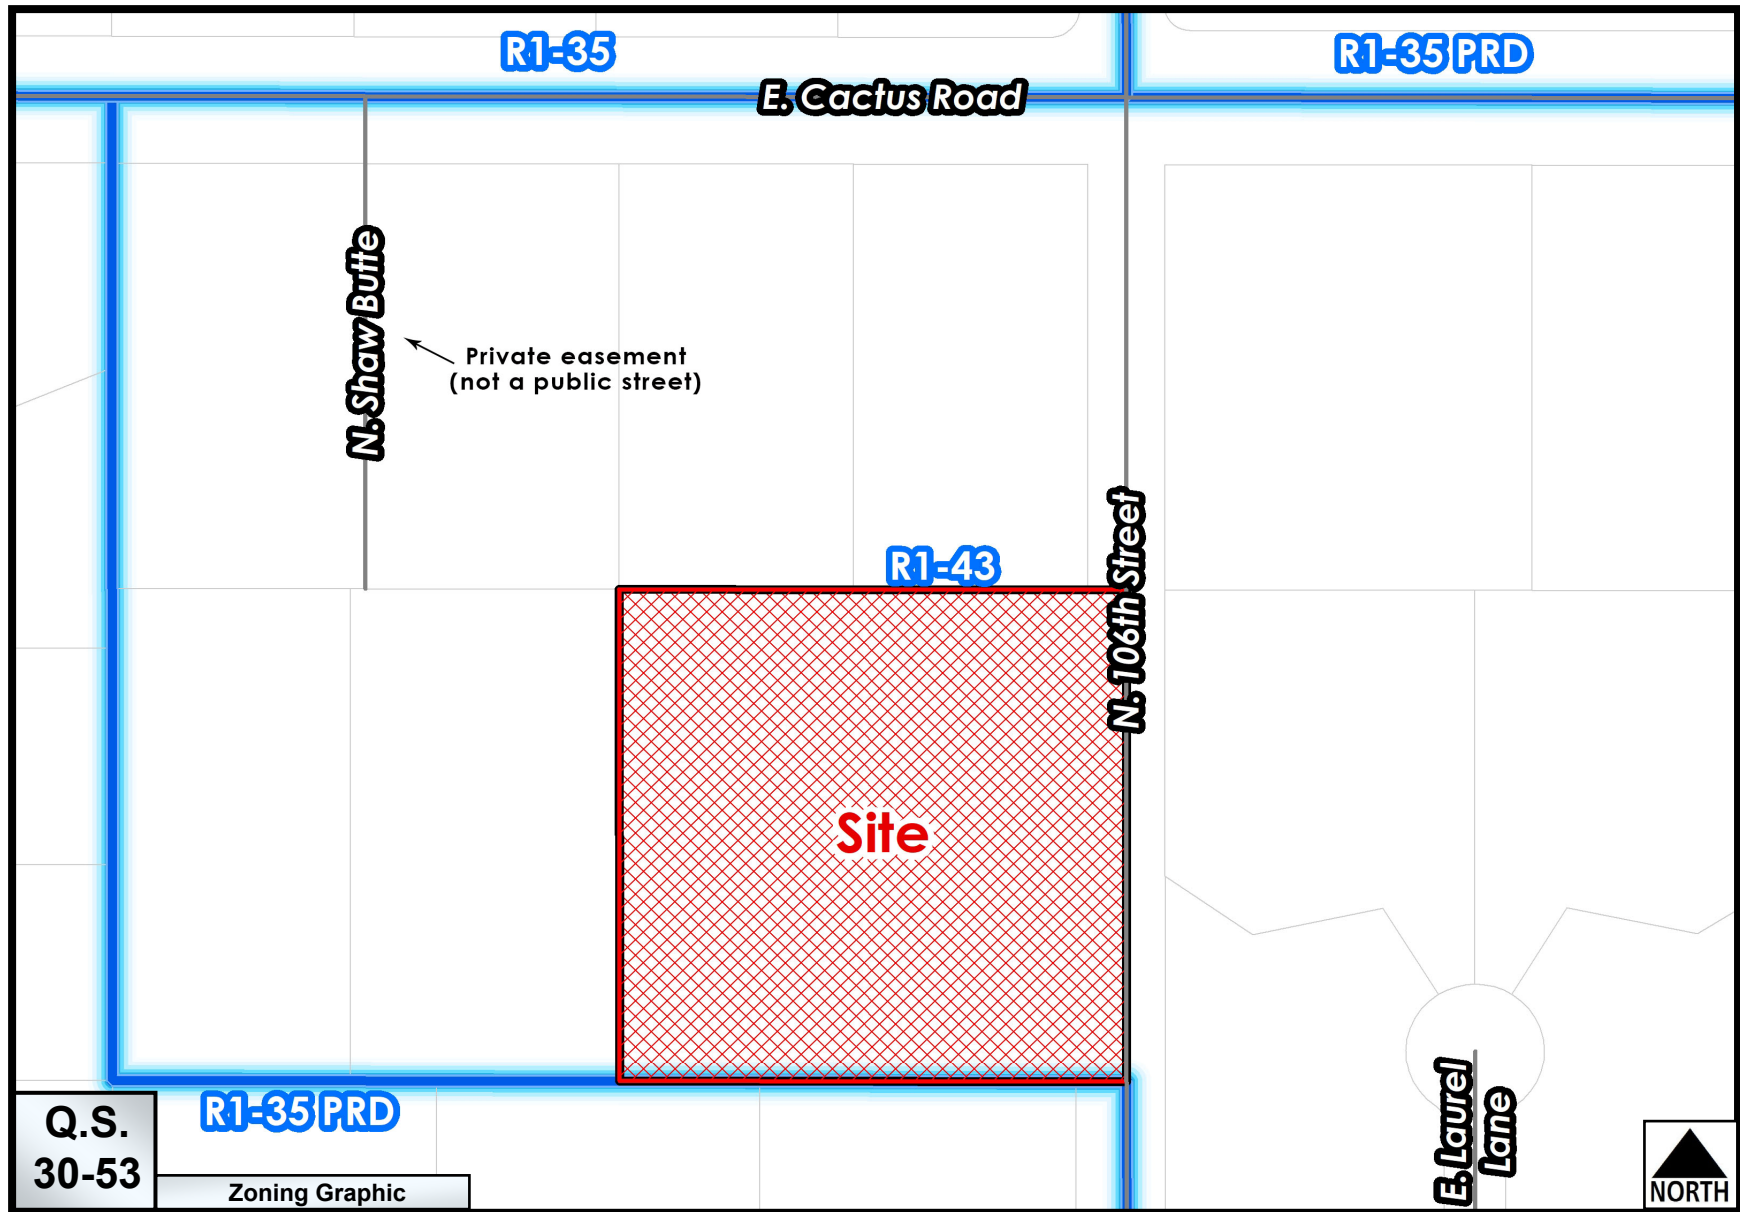 R1-35
R1-35 PRD
E. Cactus Road
N. Shaw Butte
Private easement
(not a public street)
N. 106th Street
R1-43
Site
R1-35 PRD
E. Laurel
Lane
Q.S.
30-53
Zoning Graphic
NORTH